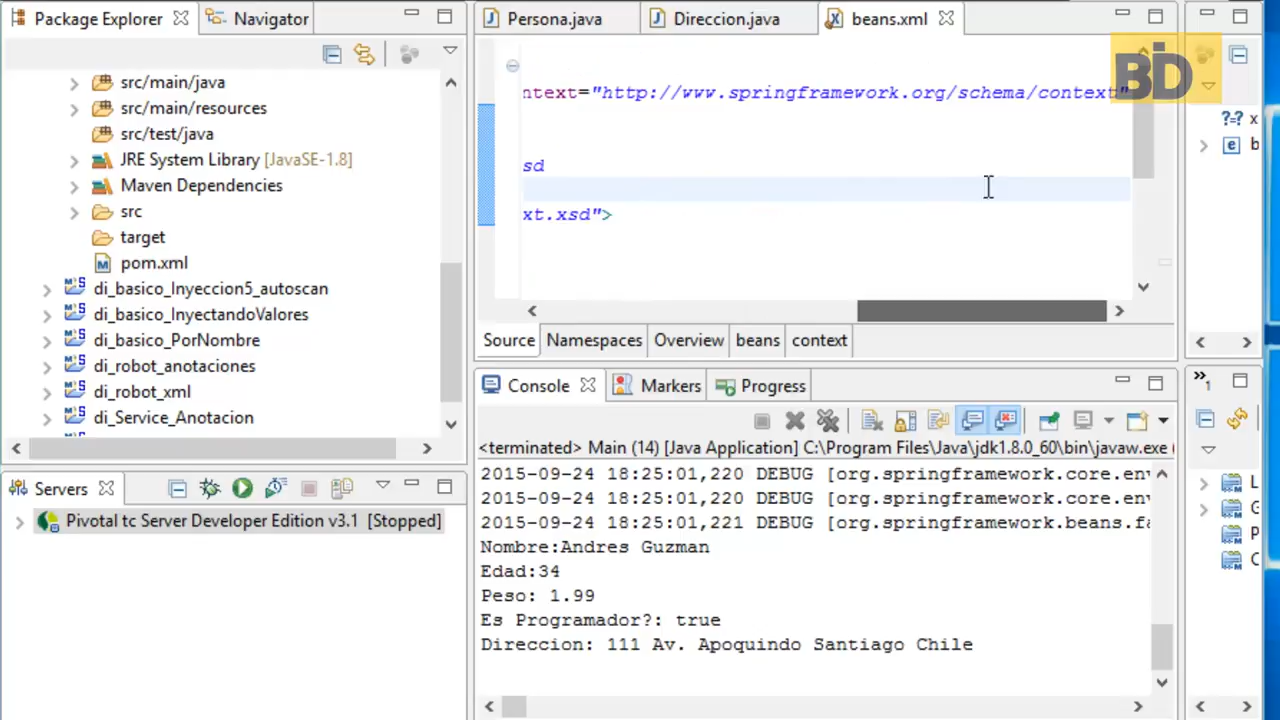 Package Explorer
Navigator
src/main/java
src/main/resources
src/test/java
JRE System Library [JavaSE-1.8]
Maven Dependencies
src
target
pom.xml
di_basico_Inyeccion5_autoscan
di_basico_InyectandoValores
di_basico_PorNombre
di_robot_anotaciones
di_robot_xml
di_Service_Anotacion
Servers
Pivotal tc Server Developer Edition v3.1 [Stopped]
Persona.java
Direccion.java
beans.xml
BD
ntext="http://www.springframework.org/schema/context"
sd
xt.xsd">
Source
Namespaces
Overview
beans
context
Console
Markers
Progress
<terminated> Main (14) [Java Application] C:\Program Files\Java\jdk1.8.0_60\bin\javaw.exe
2015-09-24 18:25:01,220 DEBUG [org.springframework.core.env
2015-09-24 18:25:01,220 DEBUG [org.springframework.core.env
2015-09-24 18:25:01,221 DEBUG [org.springframework.beans.fa
Nombre:Andres Guzman
Edad:34
Peso: 1.99
Es Programador?: true
Direccion: 111 Av. Apoquindo Santiago Chile
?=? x
e b
1
L
G
P
C